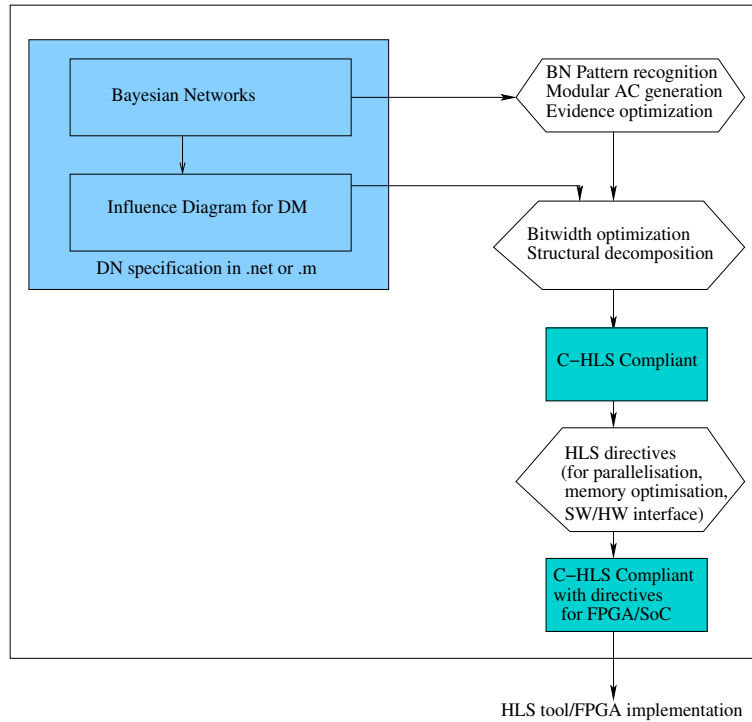 Bayesian Networks
Influence Diagram for DM
DN specification in .net or .m
BN Pattern recognition
Modular AC generation
Evidence optimization
Bitwidth optimization
Structural decomposition
C−HLS Compliant
HLS directives
(for parallelisation,
memory optimisation,
SW/HW interface)
C−HLS Compliant
with directives
for FPGA/SoC
HLS tool/FPGA implementation